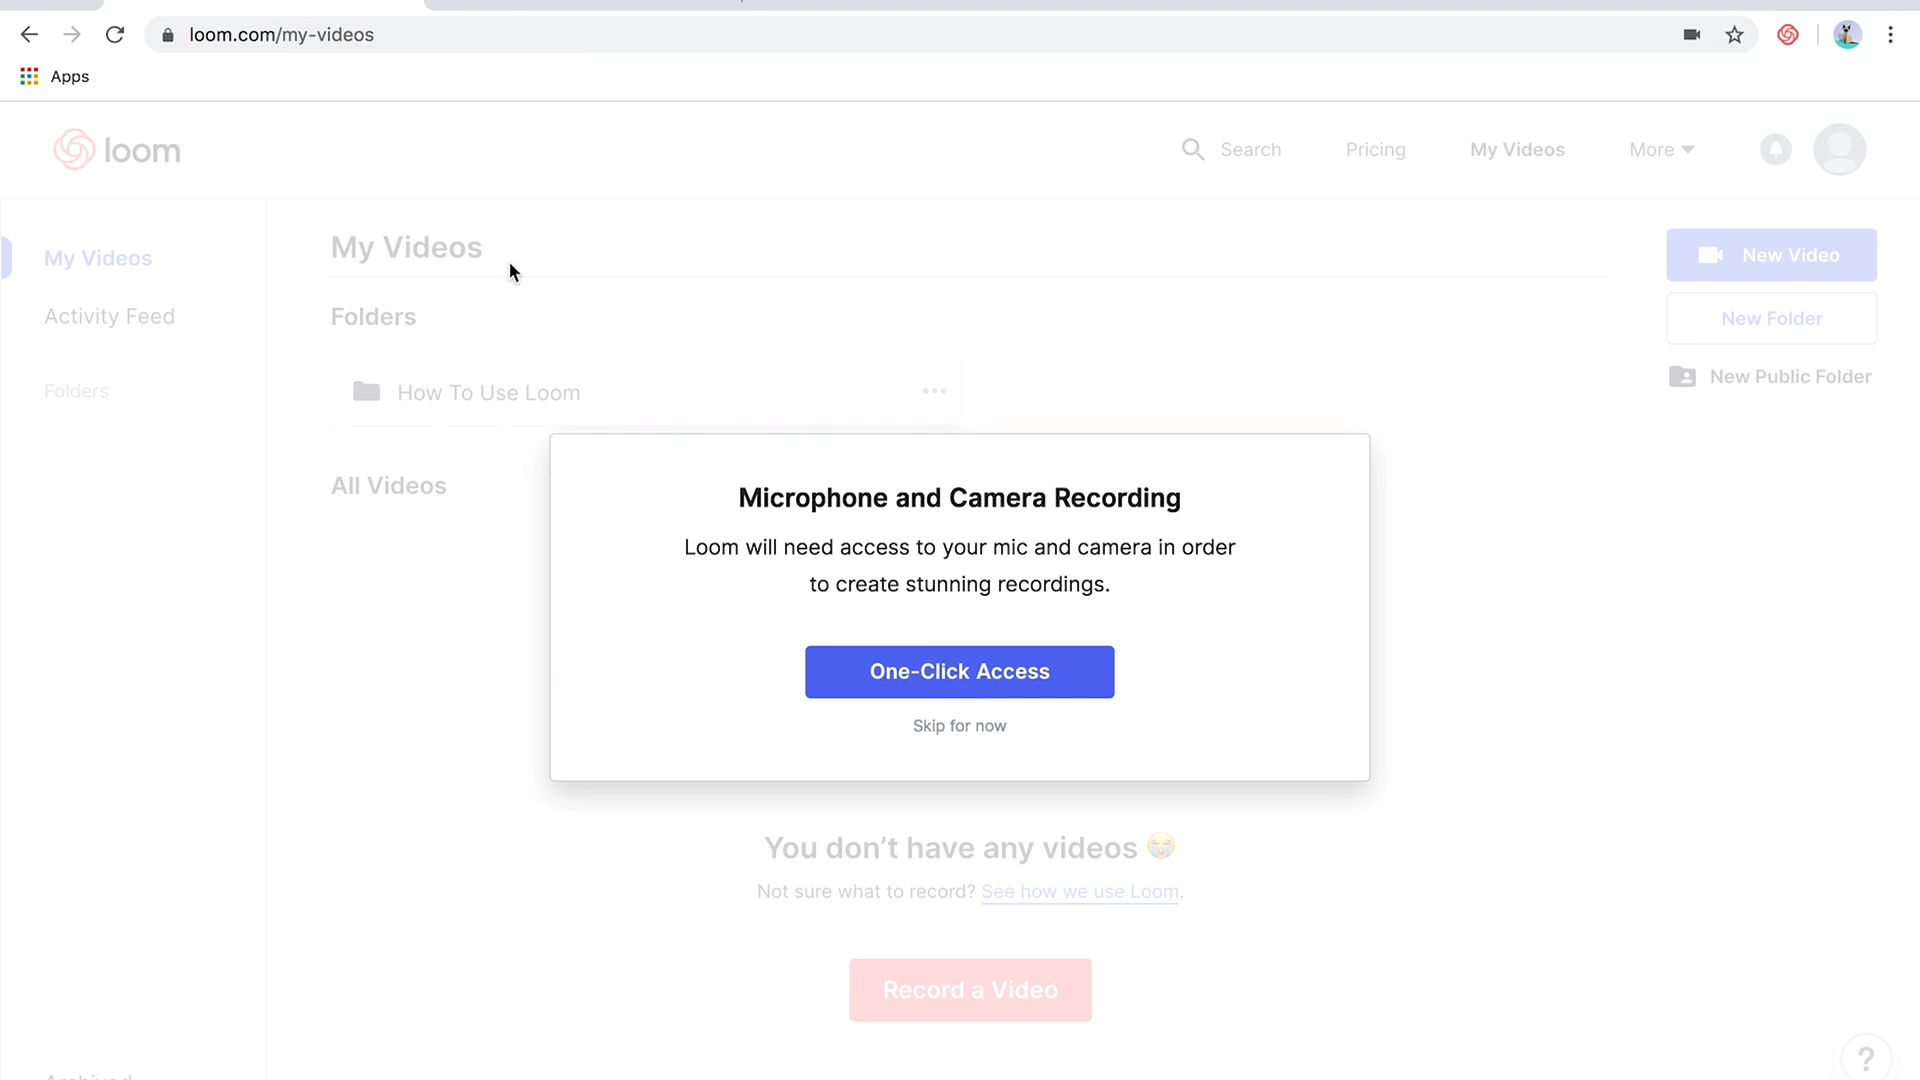 loom.com/my-videos
Apps
loom
Search
Pricing
My Videos
More
My Videos
Activity Feed
Folders
My Videos
Folders
How To Use Loom
All Videos
New Video
New Folder
New Public Folder
Microphone and Camera Recording
Loom will need access to your mic and camera in order
to create stunning recordings.
One-Click Access
Skip for now
You don’t have any videos 😭
Not sure what to record? See how we use Loom.
Record a Video
Archived
?